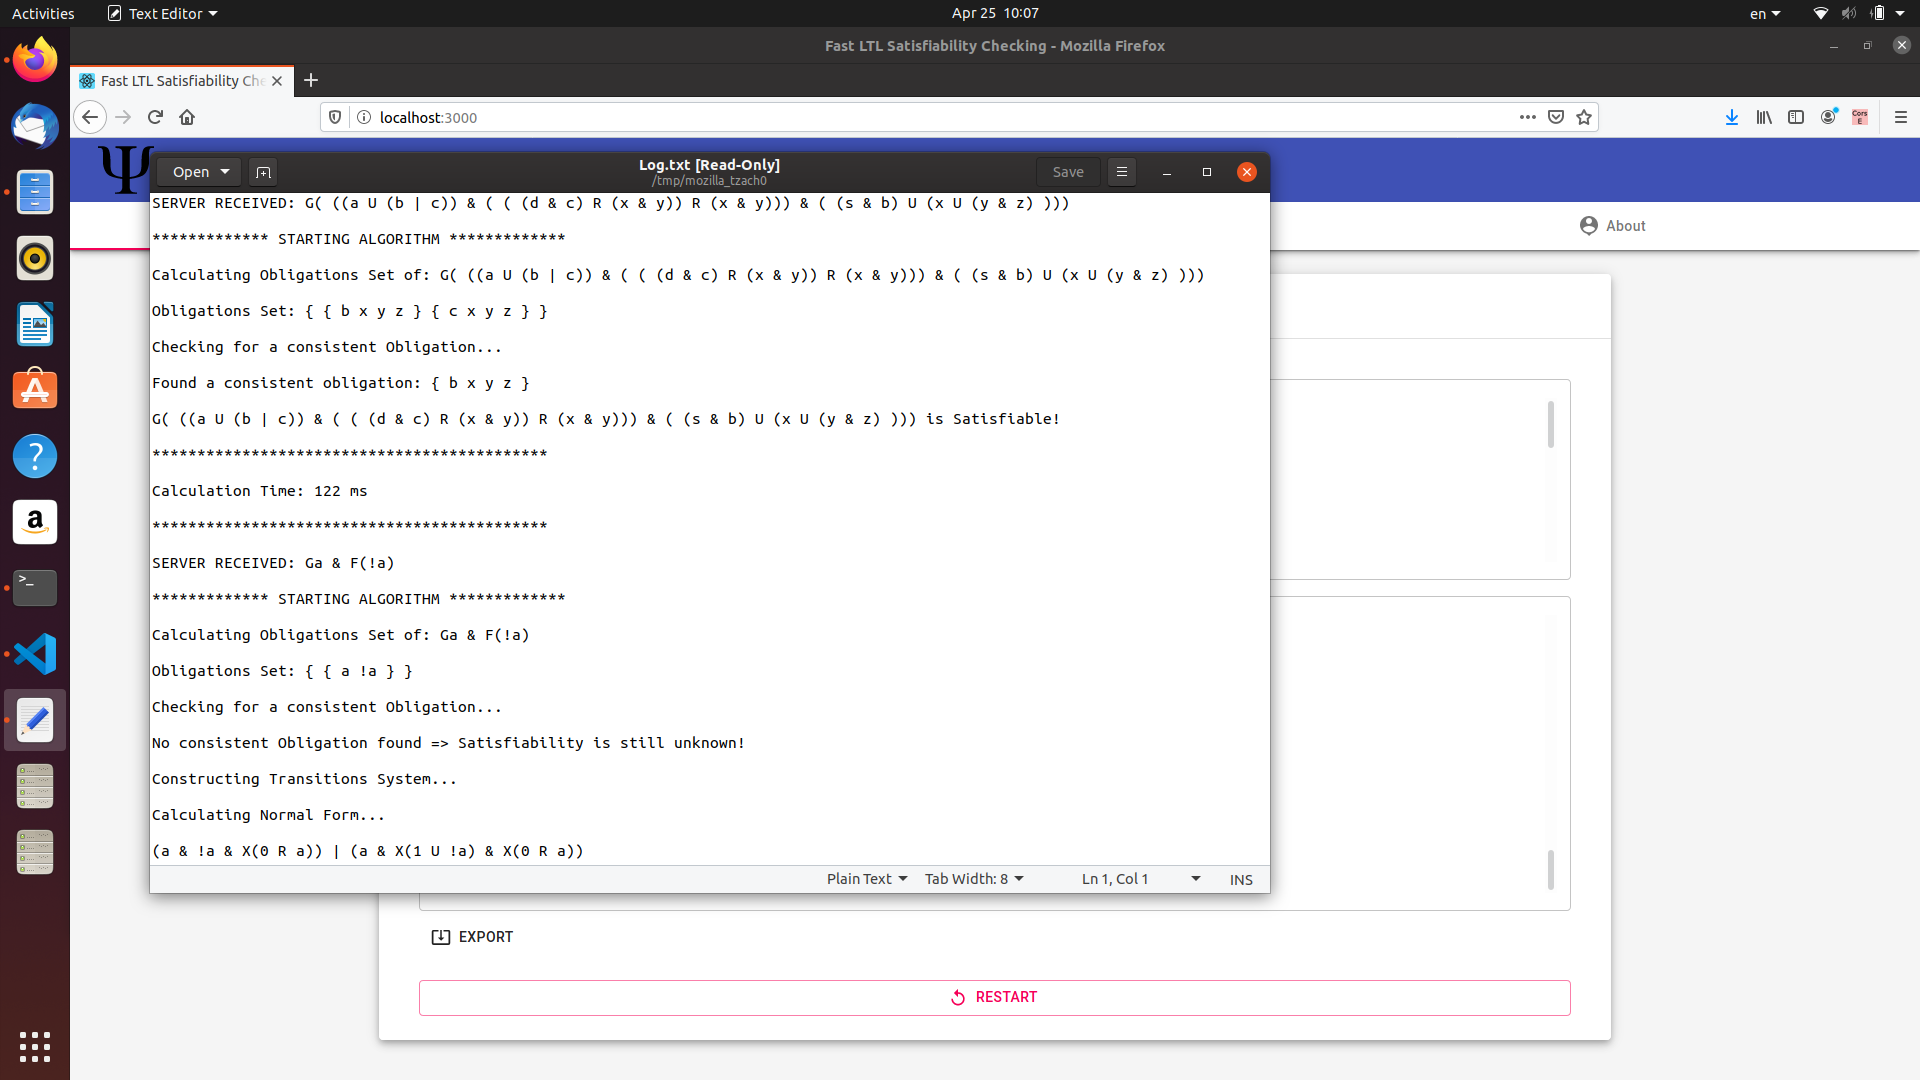 Activities
Text Editor
Apr 25 10:07
en
Fast LTL Satisfiability Checking - Mozilla Firefox
Fast LTL Satisfiability Che
localhost:3000
Cors
E
Ψ
Open
Log.txt [Read-Only]
/tmp/mozilla_tzach0
Save
About
SERVER RECEIVED: G( ((a U (b | c)) & ( ( (d & c) R (x & y)) R (x & y))) & ( (s & b) U (x U (y & z) )))
************* STARTING ALGORITHM *************
Calculating Obligations Set of: G( ((a U (b | c)) & ( ( (d & c) R (x & y)) R (x & y))) & ( (s & b) U (x U (y & z) )))
Obligations Set: { { b x y z } { c x y z } }
Checking for a consistent Obligation...
Found a consistent obligation: { b x y z }
G( ((a U (b | c)) & ( ( (d & c) R (x & y)) R (x & y))) & ( (s & b) U (x U (y & z) ))) is Satisfiable!
********************************************
Calculation Time: 122 ms
********************************************
SERVER RECEIVED: Ga & F(!a)
************* STARTING ALGORITHM *************
Calculating Obligations Set of: Ga & F(!a)
Obligations Set: { { a !a } }
Checking for a consistent Obligation...
No consistent Obligation found => Satisfiability is still unknown!
Constructing Transitions System...
Calculating Normal Form...
(a & !a & X(0 R a)) | (a & X(1 U !a) & X(0 R a))
Plain Text
Tab Width: 8
Ln 1, Col 1
INS
EXPORT
RESTART